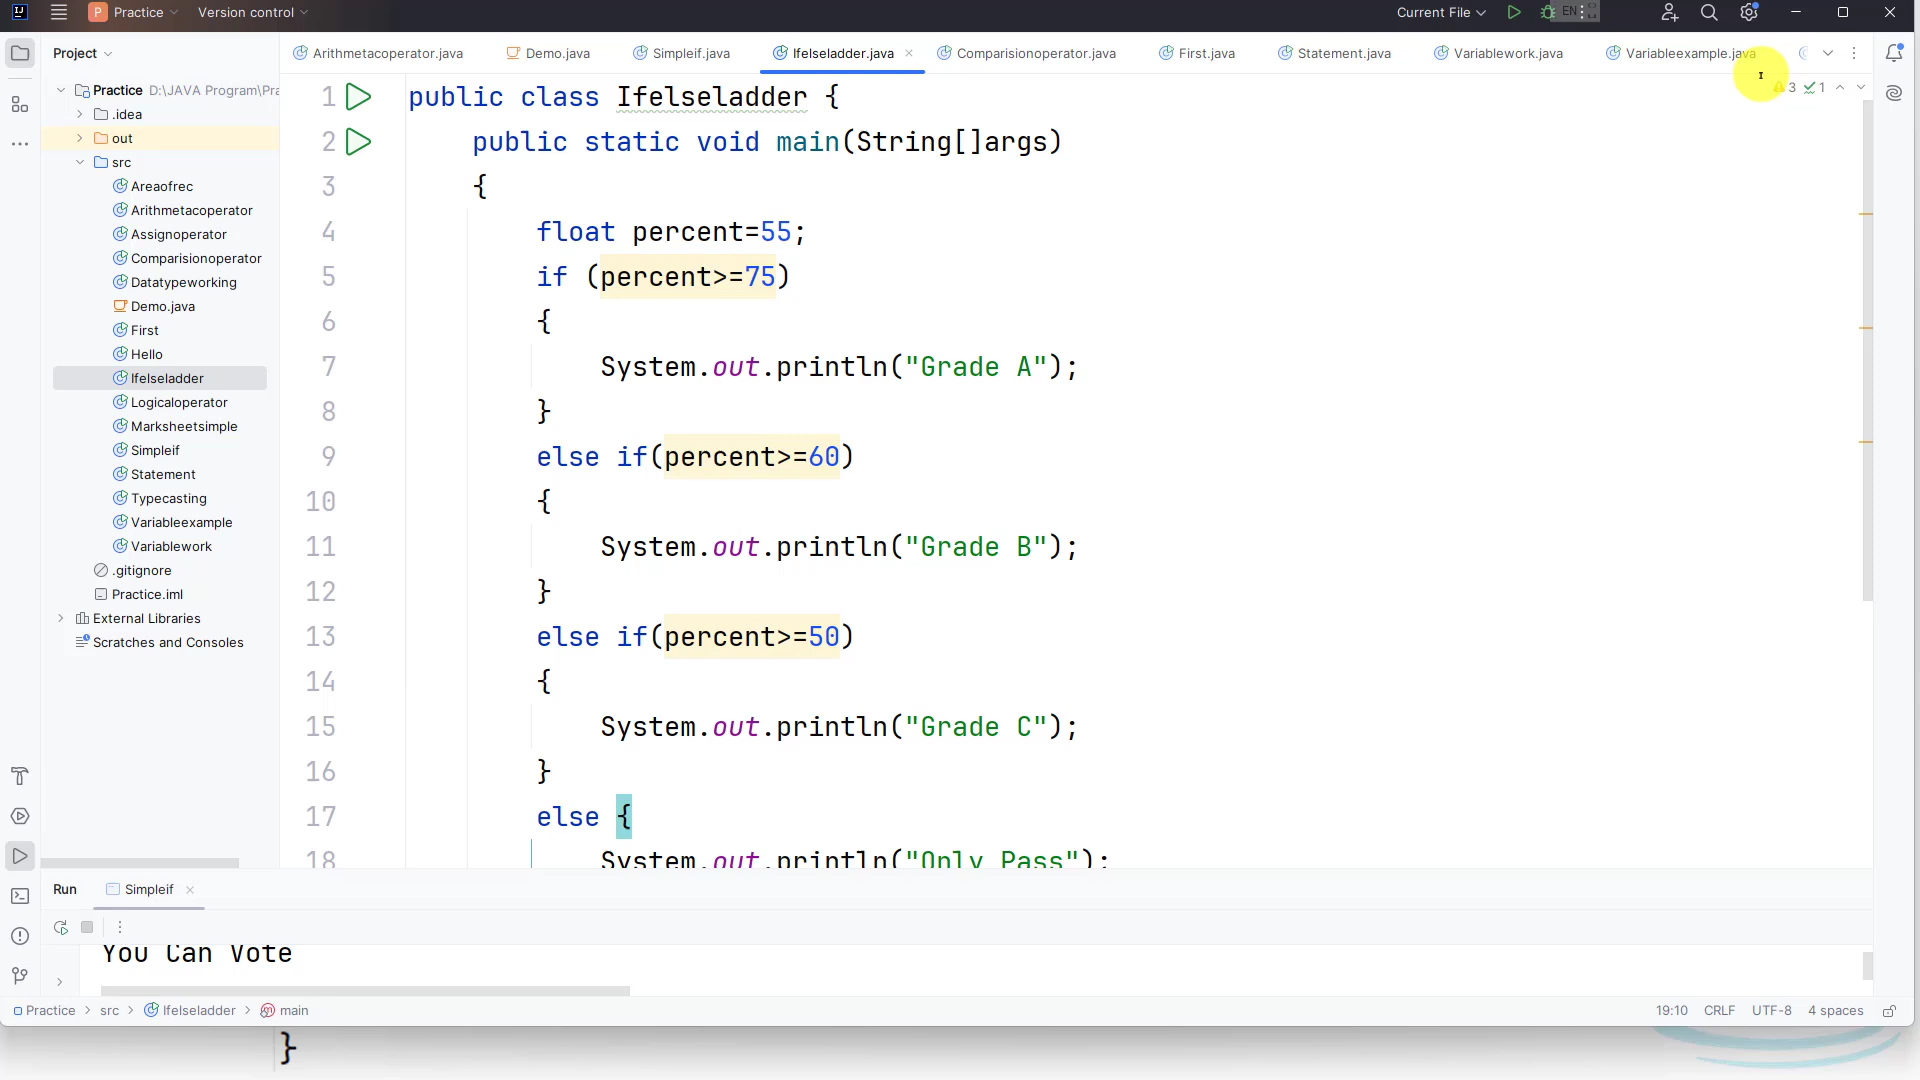 IJ P Practice Version control Current File EN
Project
Arithmetacoperator.java Demo.java Simpleif.java Ifelseladder.java Comparisionoperator.java First.java Statement.java Variablework.java Variableexample.java
3 1
Practice D:\JAVA Program\Pra
.idea
out
src
Areaofrec
Arithmetacoperator
Assignoperator
Comparisionoperator
Datatypeworking
Demo.java
First
Hello
Ifelseladder
Logicaloperator
Marksheetsimple
Simpleif
Statement
Typecasting
Variableexample
Variablework
.gitignore
Practice.iml
External Libraries
Scratches and Consoles
1 public class Ifelseladder {
2 public static void main(String[]args)
3 {
4 float percent=55;
5 if (percent>=75)
6 {
7 System.out.println("Grade A");
8 }
9 else if(percent>=60)
10 {
11 System.out.println("Grade B");
12 }
13 else if(percent>=50)
14 {
15 System.out.println("Grade C");
16 }
17 else {
18 System.out.println("Only Pass");
Run Simpleif
You Can Vote
Practice > src > Ifelseladder > main 19:10 CRLF UTF-8 4 spaces
}